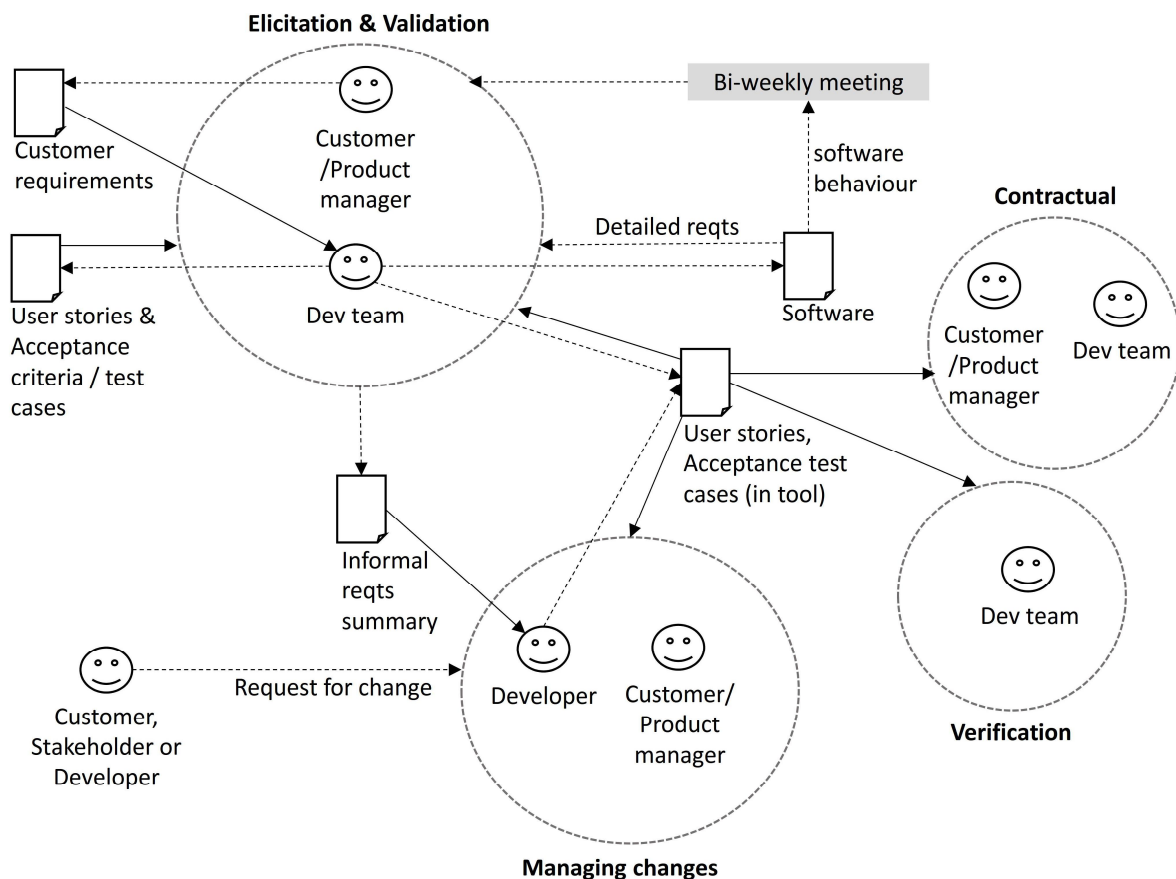 Elicitation & Validation
Customer
/Product
manager
Customer
requirements
Bi-weekly meeting
software
behaviour
Detailed reqts
Software
Dev team
User stories &
Acceptance
criteria / test
cases
Contractual
Customer
/Product
manager
Dev team
User stories,
Acceptance test
cases (in tool)
Informal
reqts
summary
Dev team
Verification
Request for change
Customer,
Stakeholder or
Developer
Developer
Customer/
Product
manager
Managing changes